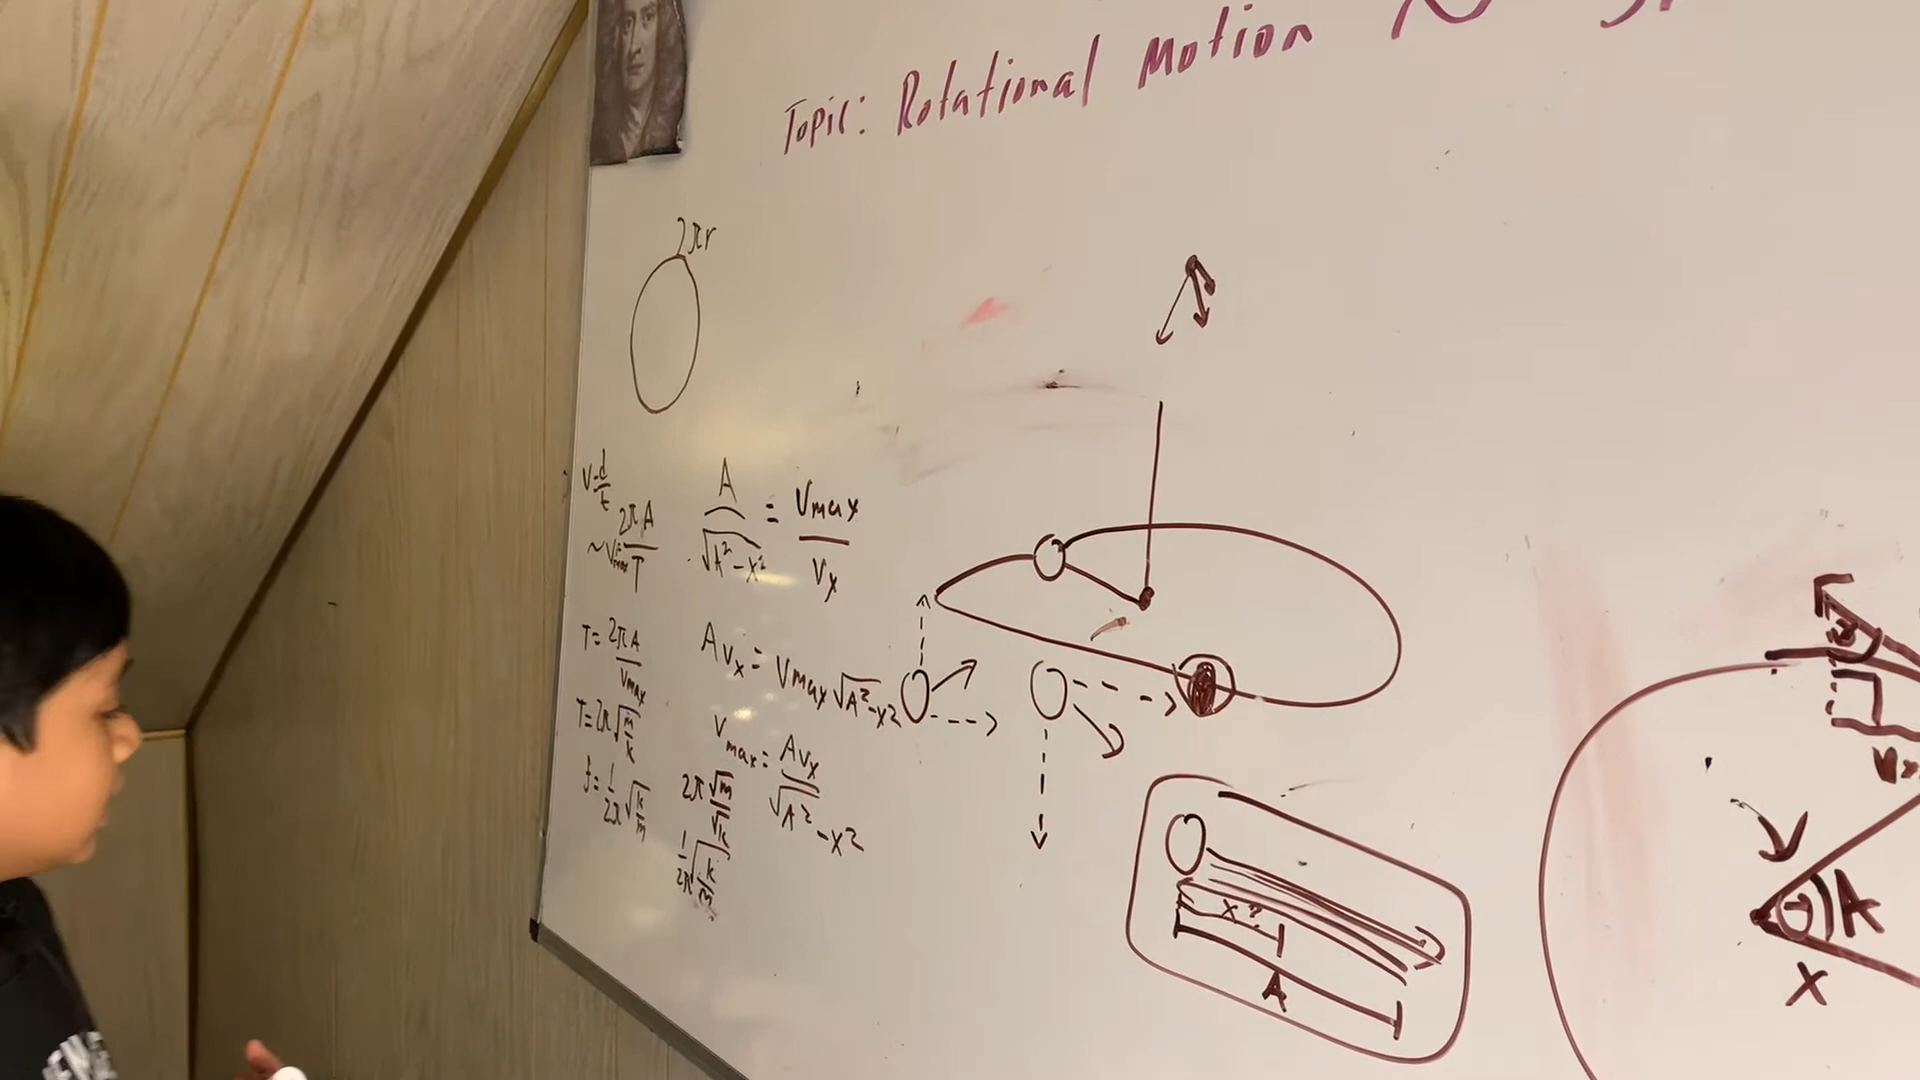 Topic: Rotational Motion
2πr
V=d/t
~Vmax=2πA/T
T=2πA/Vmax
T=2π√m/k
f=1/2π√k/m
A/√A²-x² = Vmax/Vx
AVx = Vmax√A²-x²
Vmax = AVx/√A²-x²
2π√m/√k
1/2π√k/m
x?
A
A
X